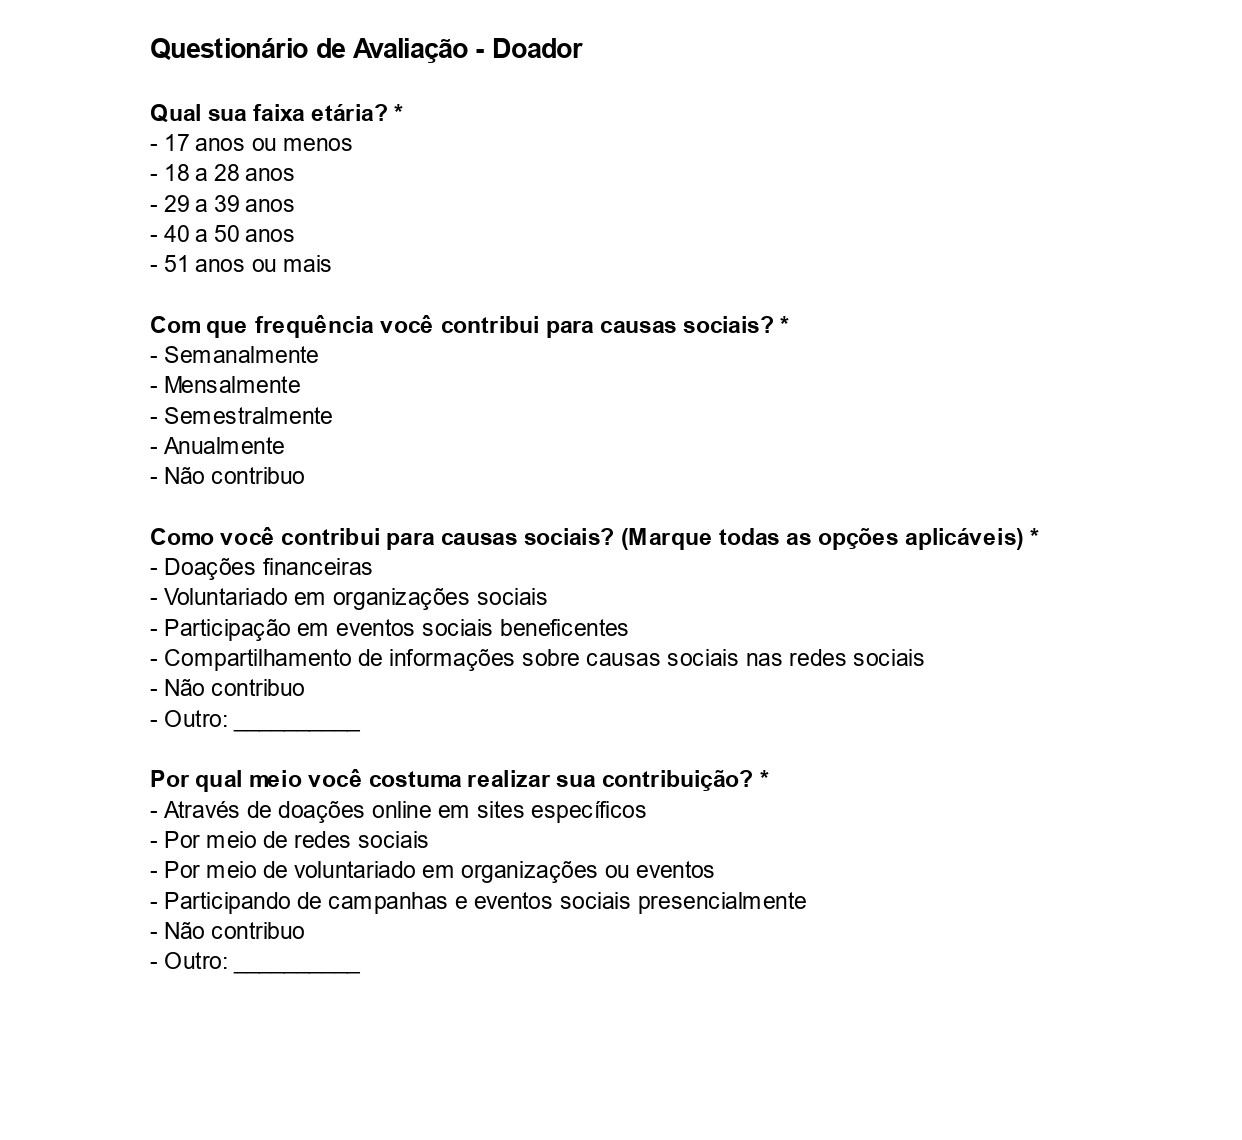 Questionário de Avaliação - Doador
Qual sua faixa etária? *
- 17 anos ou menos
- 18 a 28 anos
- 29 a 39 anos
- 40 a 50 anos
- 51 anos ou mais
Com que frequência você contribui para causas sociais? *
- Semanalmente
- Mensalmente
- Semestralmente
- Anualmente
- Não contribuo
Como você contribui para causas sociais? (Marque todas as opções aplicáveis) *
- Doações financeiras
- Voluntariado em organizações sociais
- Participação em eventos sociais beneficentes
- Compartilhamento de informações sobre causas sociais nas redes sociais
- Não contribuo
- Outro: __________
Por qual meio você costuma realizar sua contribuição? *
- Através de doações online em sites específicos
- Por meio de redes sociais
- Por meio de voluntariado em organizações ou eventos
- Participando de campanhas e eventos sociais presencialmente
- Não contribuo
- Outro: __________